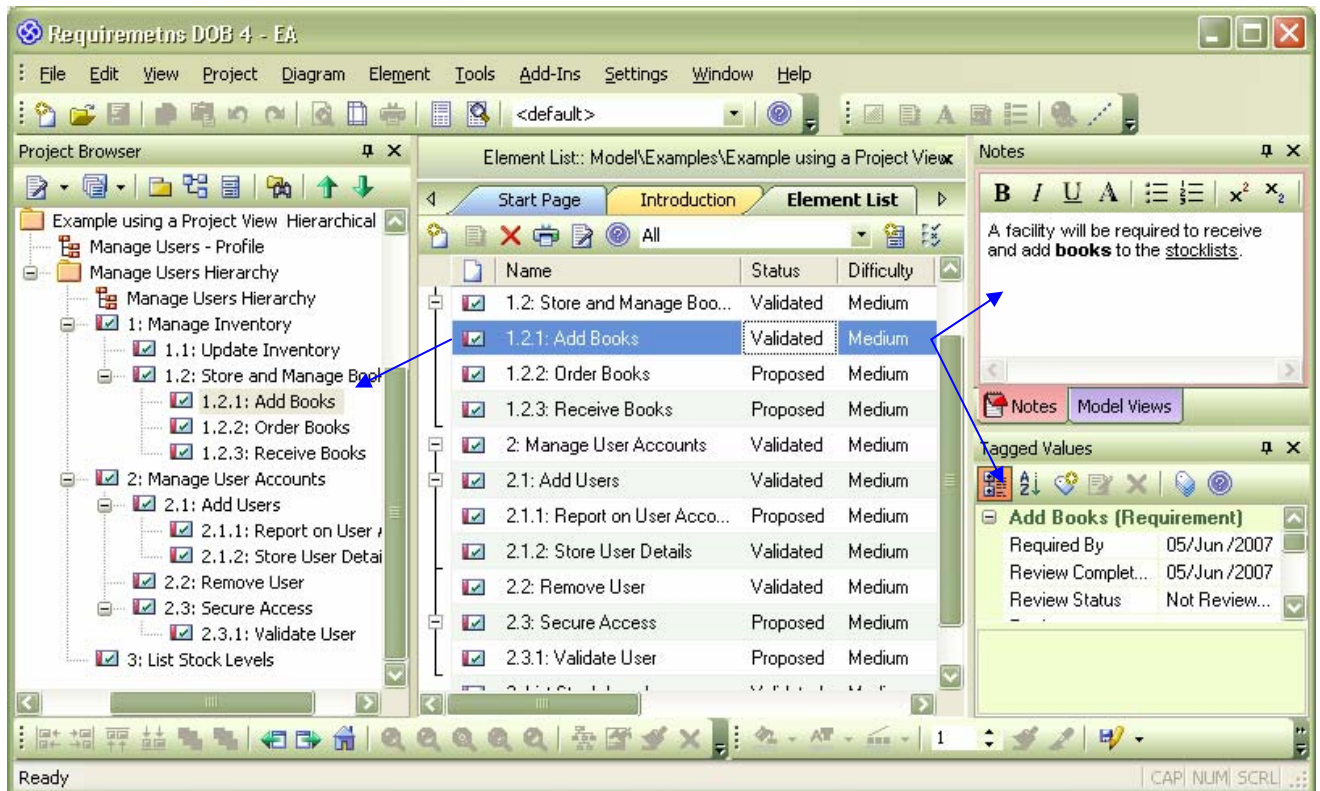 Requiremetns DOB 4 - EA
File Edit View Project Diagram Element Tools Add-Ins Settings Window Help
<default>
Project Browser
Example using a Project View Hierarchical
Manage Users - Profile
Manage Users Hierarchy
Manage Users Hierarchy
1: Manage Inventory
1.1: Update Inventory
1.2: Store and Manage Book
1.2.1: Add Books
1.2.2: Order Books
1.2.3: Receive Books
2: Manage User Accounts
2.1: Add Users
2.1.1: Report on User
2.1.2: Store User Detai
2.2: Remove User
2.3: Secure Access
2.3.1: Validate User
3: List Stock Levels
Element List:: Model\Examples\Example using a Project View
Start Page Introduction Element List
All
Name Status Difficulty
1.2: Store and Manage Boo... Validated Medium
1.2.1: Add Books Validated Medium
1.2.2: Order Books Proposed Medium
1.2.3: Receive Books Proposed Medium
2: Manage User Accounts Validated Medium
2.1: Add Users Validated Medium
2.1.1: Report on User Acco... Proposed Medium
2.1.2: Store User Details Validated Medium
2.2: Remove User Validated Medium
2.3: Secure Access Proposed Medium
2.3.1: Validate User Proposed Medium
Notes
B I U A x² x₂
A facility will be required to receive
and add books to the stocklists.
Notes Model Views
Tagged Values
Add Books (Requirement)
Required By 05/Jun /2007
Review Complet... 05/Jun /2007
Review Status Not Review...
1
Ready
CAP NUM SCRL